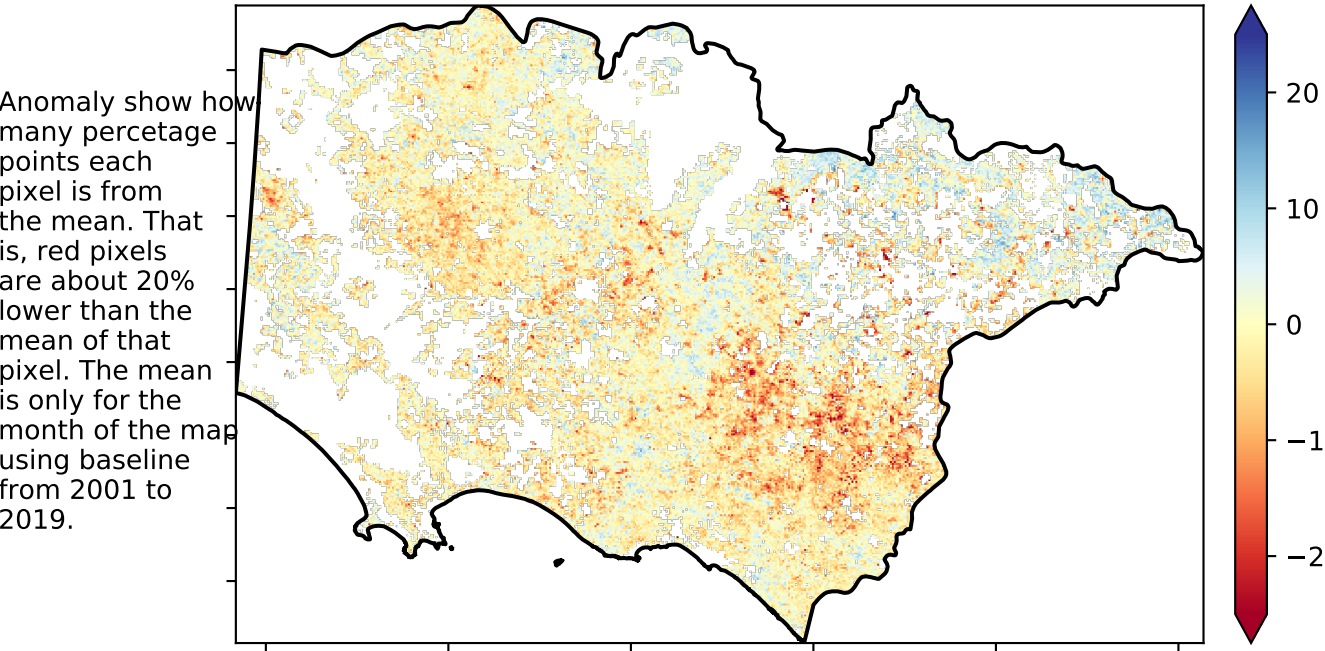 Anomaly show how
many percetage
points each
pixel is from
the mean. That
is, red pixels
are about 20%
lower than the
mean of that
pixel. The mean
is only for the
month of the map
using baseline
from 2001 to
2019.
20
10
0
−1
−2